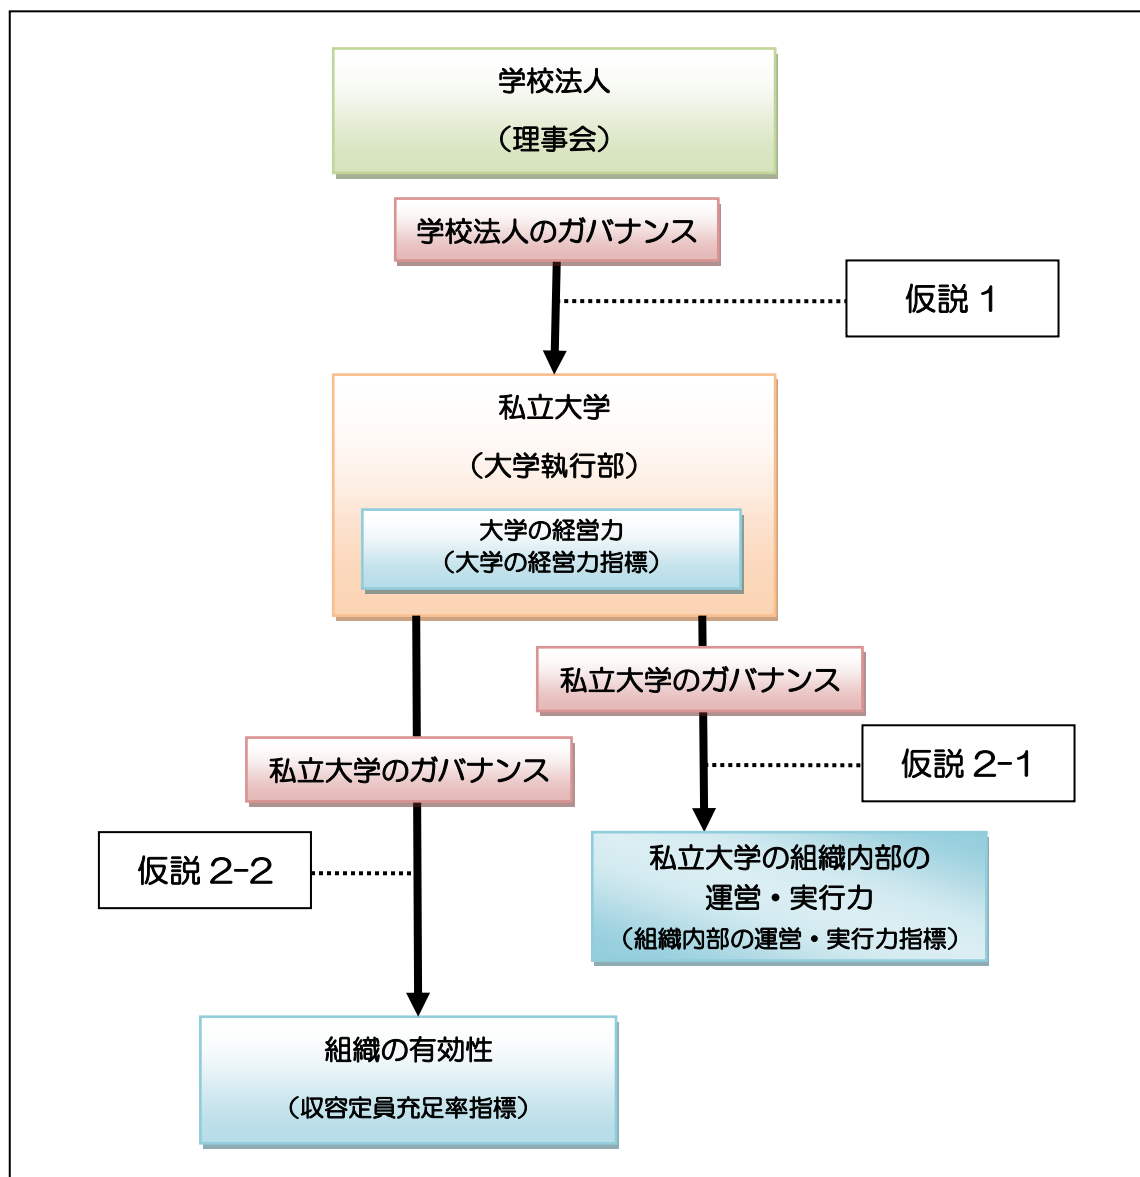 学校法人
（理事会）
学校法人のガバナンス
仮説 1
私立大学
（大学執行部）
大学の経営力
（大学の経営力指標）
私立大学のガバナンス
仮説 2-1
私立大学のガバナンス
仮説 2-2
私立大学の組織内部の
運営・実行力
（組織内部の運営・実行力指標）
組織の有効性
（収容定員充足率指標）